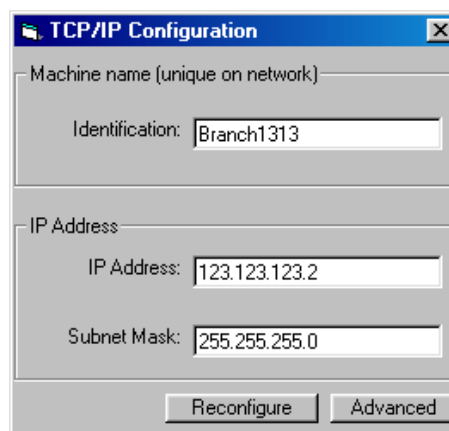 TCP/IP Configuration
Machine name (unique on network)
Identification: Branch1313
IP Address
IP Address: 123.123.123.2
Subnet Mask: 255.255.255.0
Reconfigure Advanced